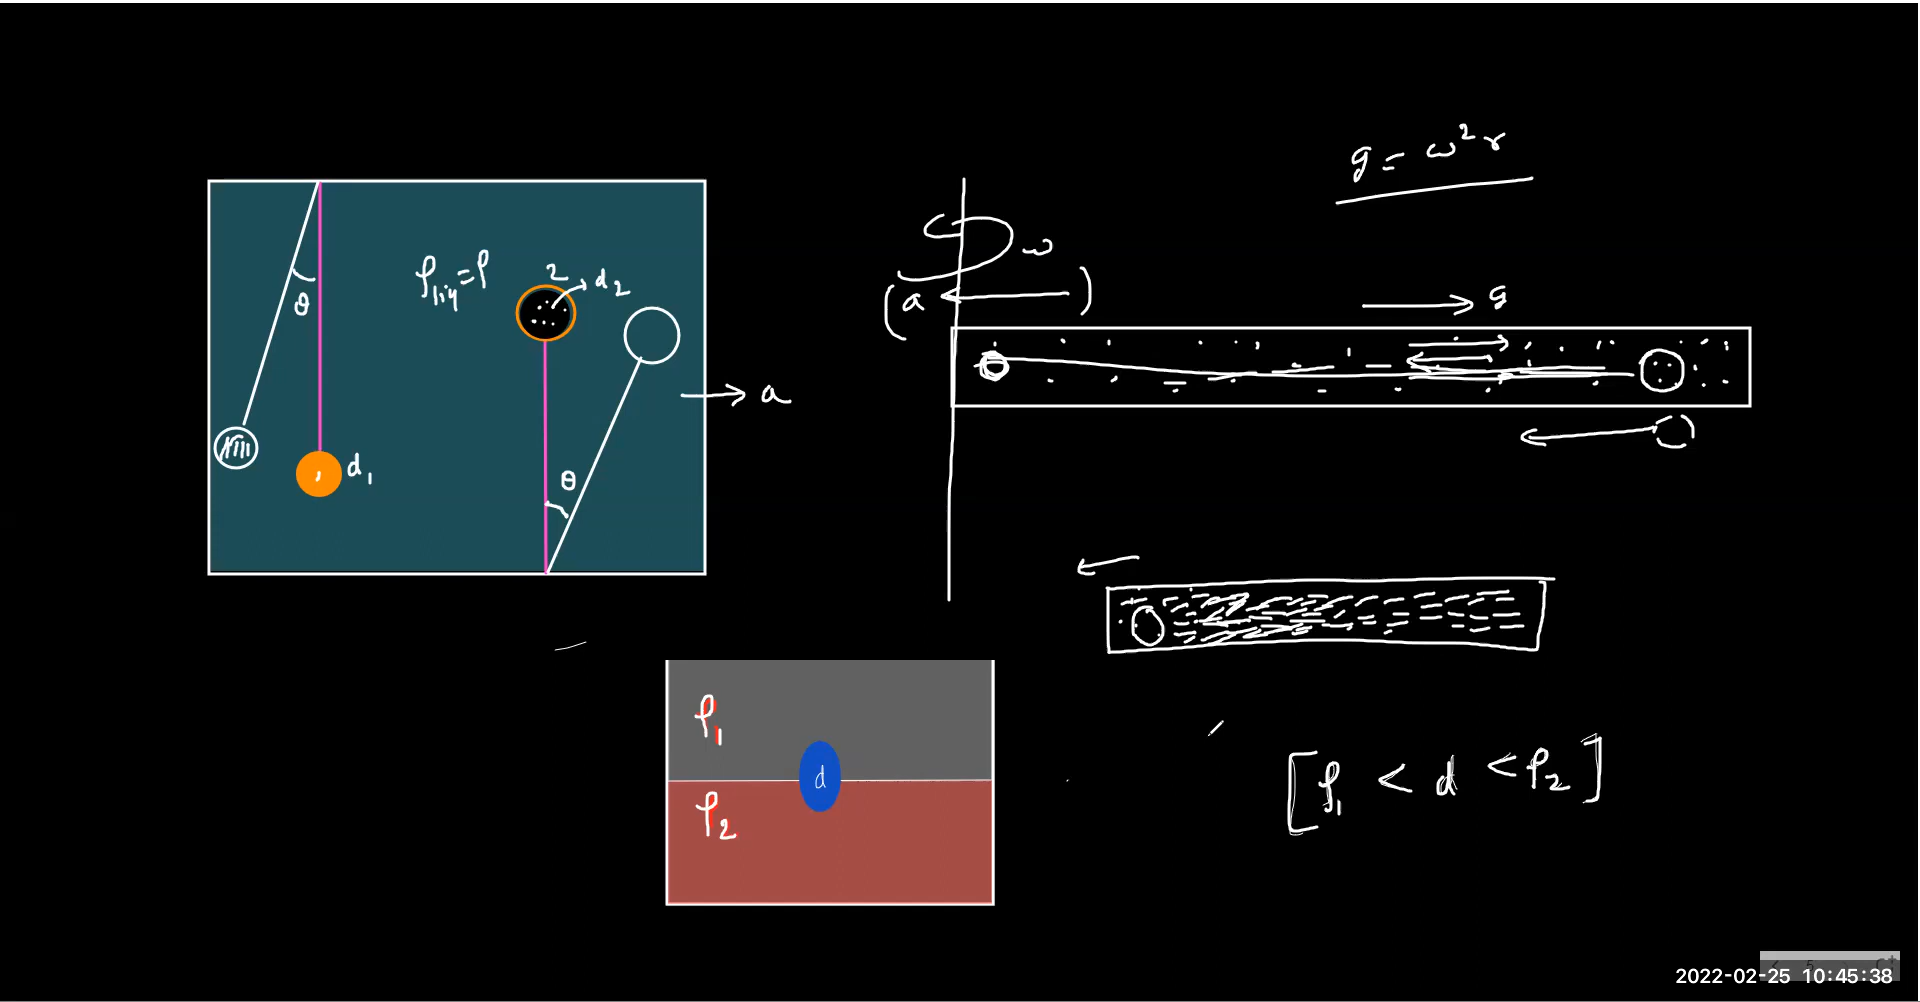 g = ω²r
ω
(a ← )
→ g
θ
ρliq = ρ
2
d₂
d₁
θ
→ a
ρ₁
d
ρ₂
[ρ₁ < d < ρ₂]
2022-02-25 10:45:38